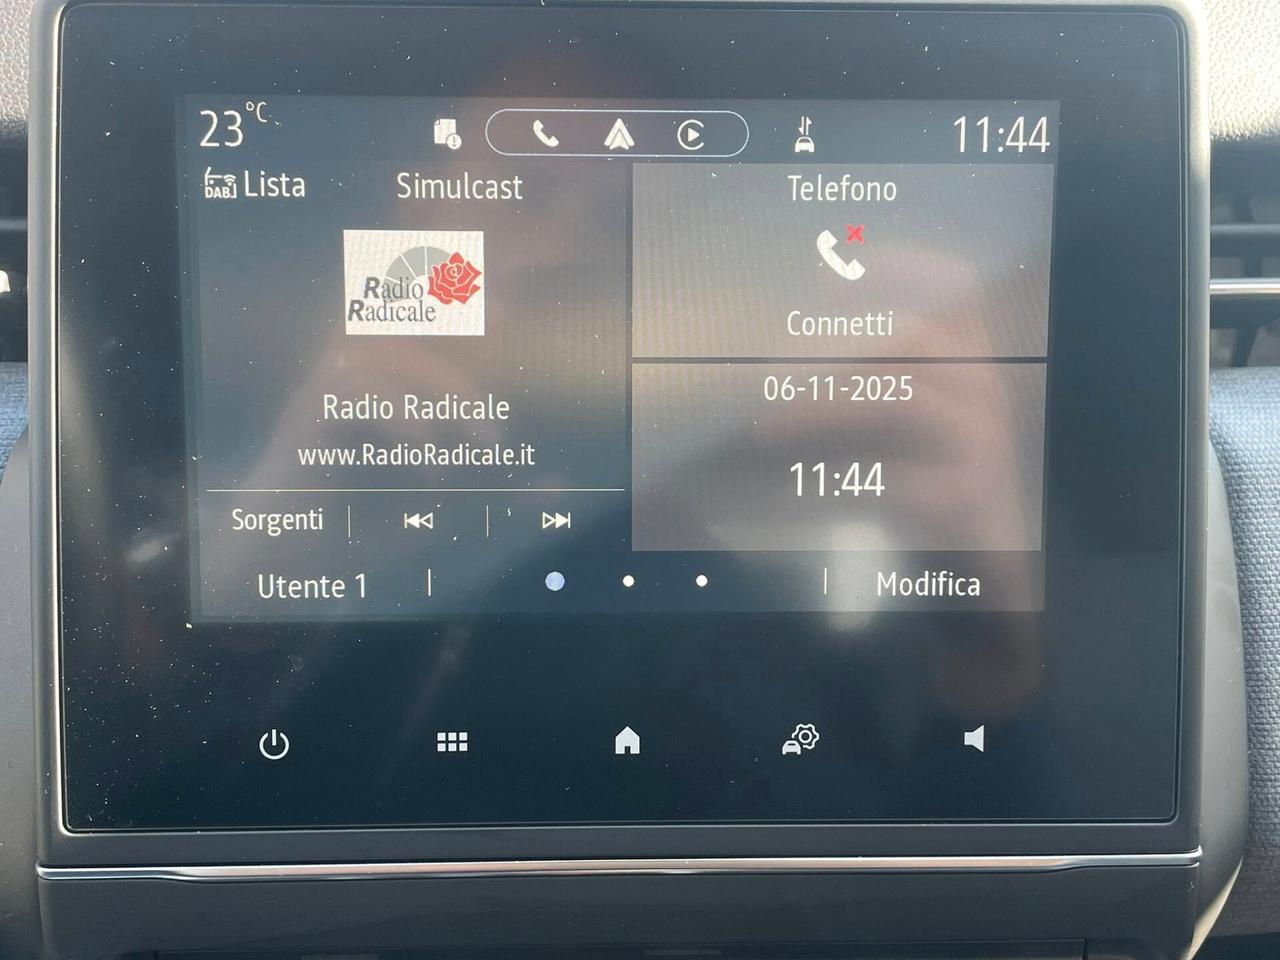 23°C
11:44
DAB Lista
Simulcast
Radio
Radicale
Radio Radicale
www.RadioRadicale.it
Sorgenti
Telefono
Connetti
06-11-2025
11:44
Utente 1
Modifica